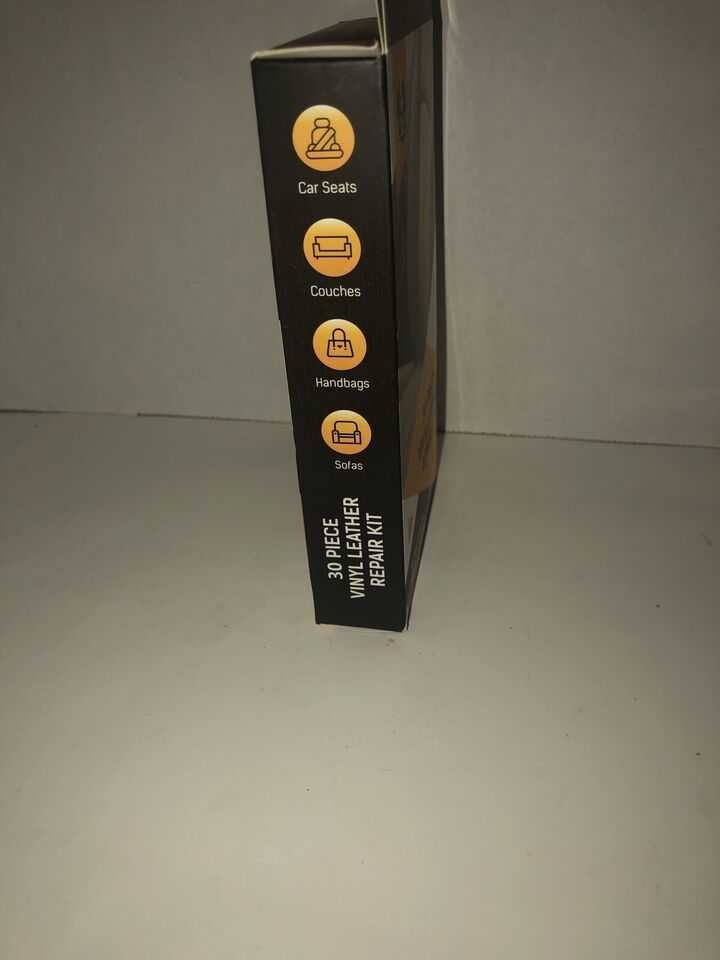 Car Seats
Couches
Handbags
Sofas
30 PIECE
VINYL LEATHER
REPAIR KIT